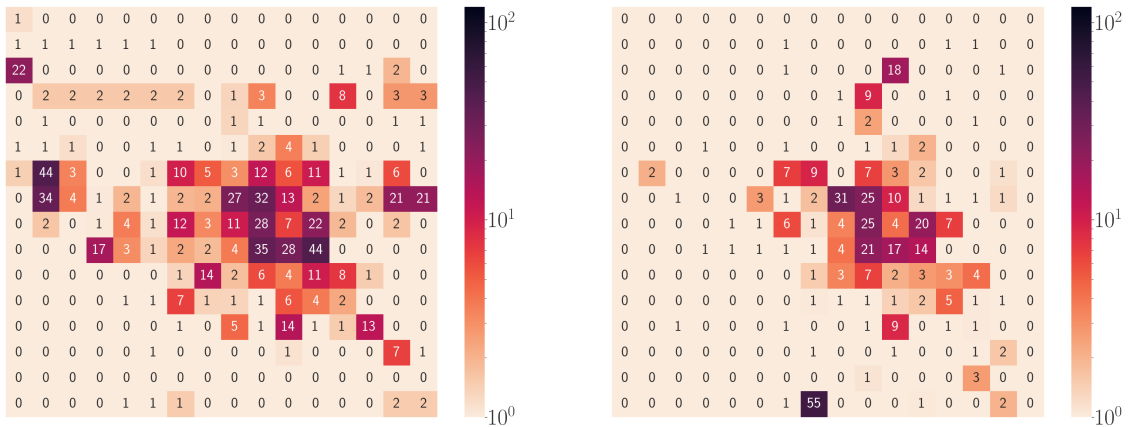 1 0 0 0 0 0 0 0 0 0 0 0 0 0 0 0
1 1 1 1 1 1 0 0 0 0 0 0 0 0 0 0
22 0 0 0 0 0 0 0 0 0 0 0 1 1 2 0
0 2 2 2 2 2 2 0 1 3 0 0 8 0 3 3
0 1 0 0 0 0 0 0 1 1 0 0 0 0 1 1
1 1 1 0 0 1 1 0 1 2 4 1 0 0 0 1
1 44 3 0 0 1 10 5 3 12 6 11 1 1 6 0
0 34 4 1 2 1 2 2 27 32 13 2 1 2 21 21
0 2 0 1 4 1 12 3 11 28 7 22 2 0 2 0
0 0 0 17 3 1 2 2 4 35 28 44 0 0 0 0
0 0 0 0 0 0 1 14 2 6 4 11 8 1 0 0
0 0 0 0 1 1 7 1 1 1 6 4 2 0 0 0
0 0 0 0 0 0 1 0 5 1 14 1 1 13 0 0
0 0 0 0 0 1 0 0 0 0 1 0 0 0 7 1
0 0 0 0 0 0 0 0 0 0 0 0 0 0 0 0
0 0 0 0 1 1 1 0 0 0 0 0 0 0 2 2
10²
10¹
10⁰
0 0 0 0 0 0 0 0 0 0 0 0 0 0 0 0
0 0 0 0 0 0 1 0 0 0 0 0 1 1 0 0
0 0 0 0 0 0 1 0 0 0 18 0 0 0 1 0
0 0 0 0 0 0 0 0 1 9 0 0 1 0 0 0
0 0 0 0 0 0 0 0 0 2 0 0 0 1 0 0
0 0 0 1 0 0 1 0 0 1 1 2 0 0 0 0
0 2 0 0 0 0 7 9 0 7 3 2 0 0 1 0
0 0 1 0 0 3 1 2 31 25 10 1 1 1 1 0
0 0 0 0 1 1 6 1 4 25 4 20 7 0 0 0
0 0 0 1 1 1 1 1 4 21 17 14 0 0 0 0
0 0 0 0 0 0 0 1 3 7 2 3 3 4 0 0
0 0 0 0 0 0 0 1 1 1 1 2 5 0 0 0
0 0 1 0 0 0 1 0 0 1 9 0 0 1 0 0
0 0 0 0 0 0 0 1 0 0 1 0 1 1 2 0
0 0 0 0 0 0 0 0 0 1 0 0 0 3 0 0
0 0 0 0 0 0 1 55 0 0 0 1 0 0 2 0
10²
10¹
10⁰